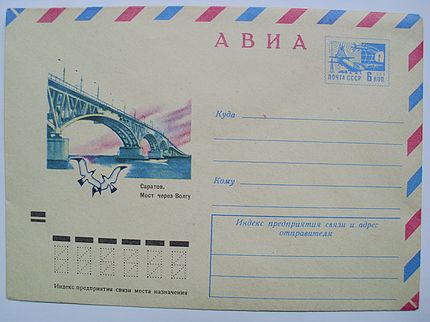 АВИА
ПОЧТА СССР
6 коп.
Куда
Кому
Саратов.
Мост через Волгу
Индекс предприятия связи и адрес
отправителя
Индекс предприятия связи места назначения